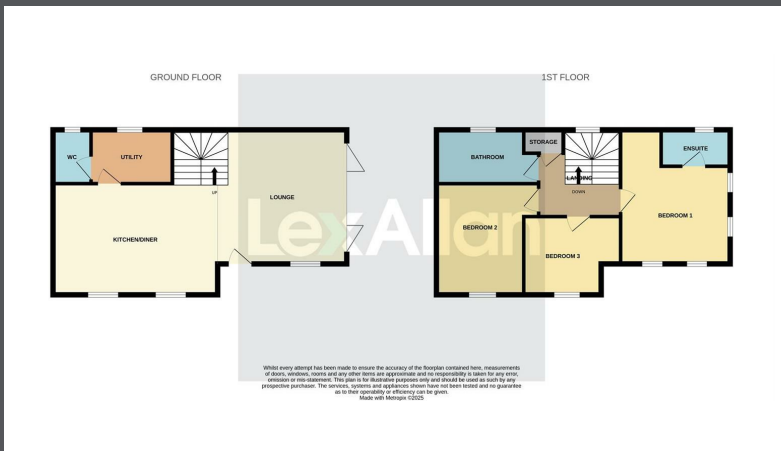 GROUND FLOOR
1ST FLOOR
WC
UTILITY
UP
LOUNGE
KITCHEN/DINER
BATHROOM
STORAGE
LANDING
DOWN
ENSUITE
BEDROOM 1
BEDROOM 2
BEDROOM 3
LexAllan
Whilst every attempt has been made to ensure the accuracy of the floorplan contained here, measurements
of doors, windows, rooms and any other items are approximate and no responsibility is taken for any error,
omission or mis-statement. This plan is for illustrative purposes only and should be used as such by any
prospective purchaser. The services, systems and appliances shown have not been tested and no guarantee
as to their operability or efficiency can be given.
Made with Metropix ©2025